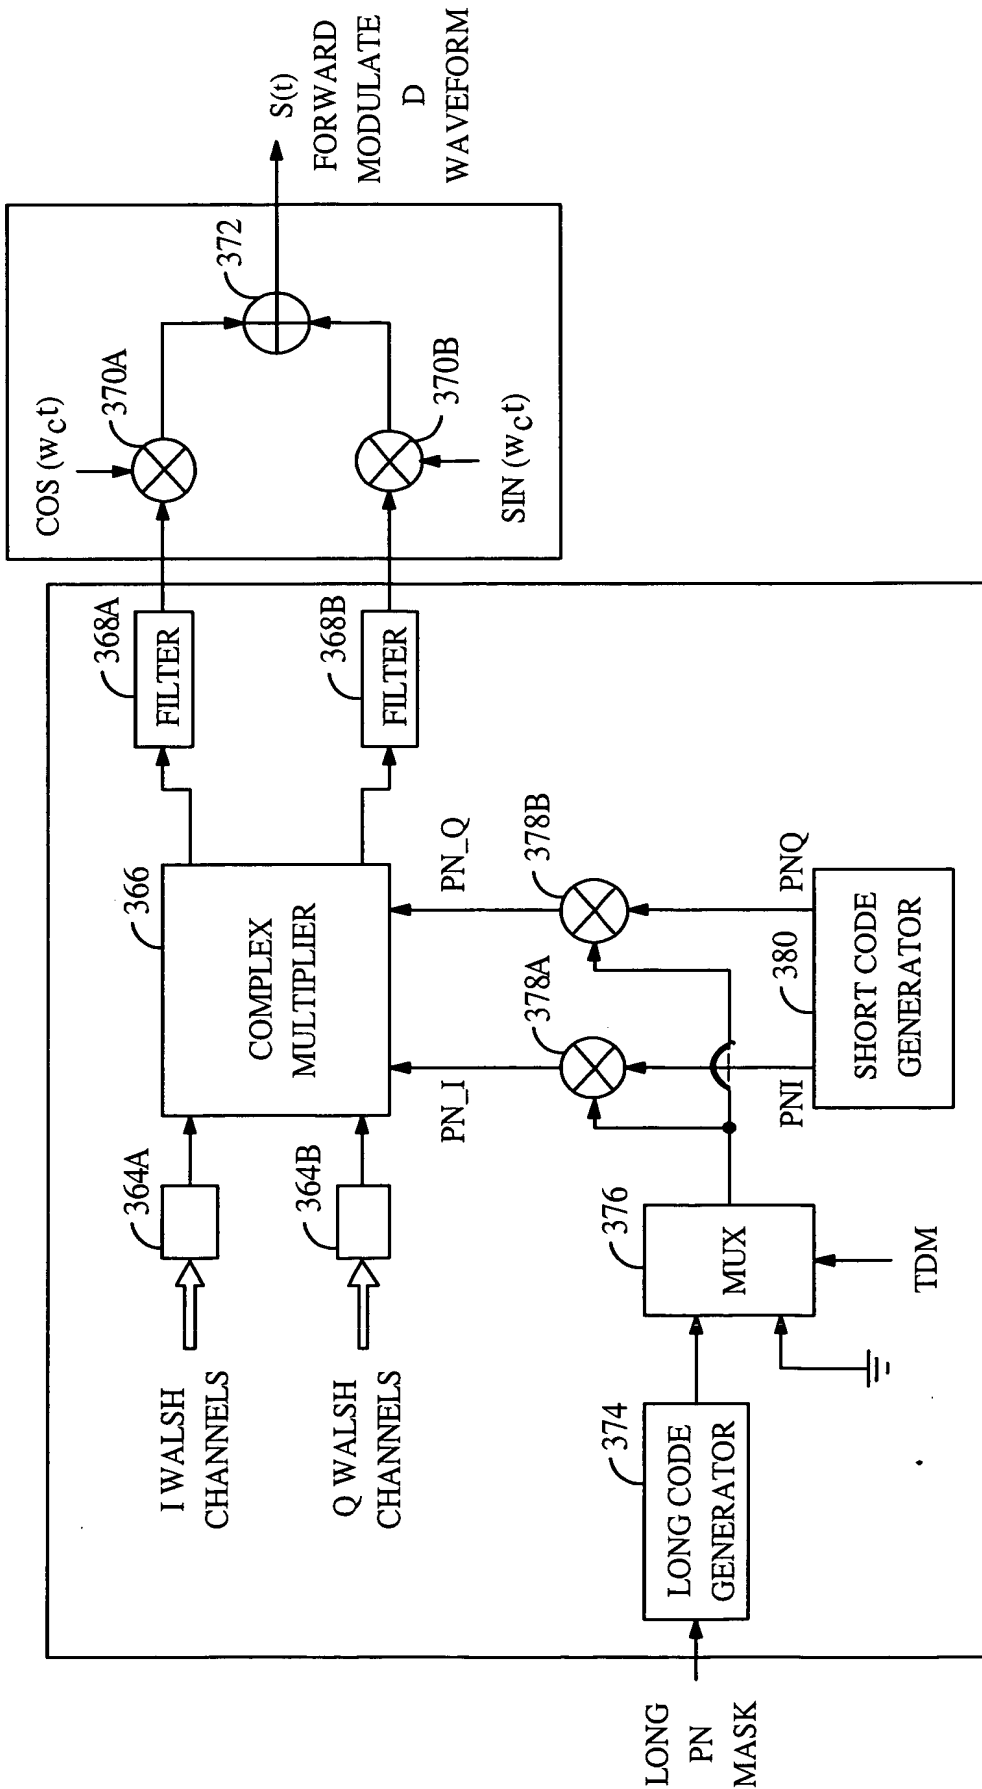 I WALSH
CHANNELS
364A
Q WALSH
CHANNELS
364B
366
COMPLEX
MULTIPLIER
368A
FILTER
368B
FILTER
COS (wct)
370A
372
S(t)
FORWARD
MODULATE
D
WAVEFORM
370B
SIN (wct)
PN_I
PN_Q
378A
378B
LONG
PN
MASK
374
LONG CODE
GENERATOR
376
MUX
TDM
PNI
PNQ
380
SHORT CODE
GENERATOR